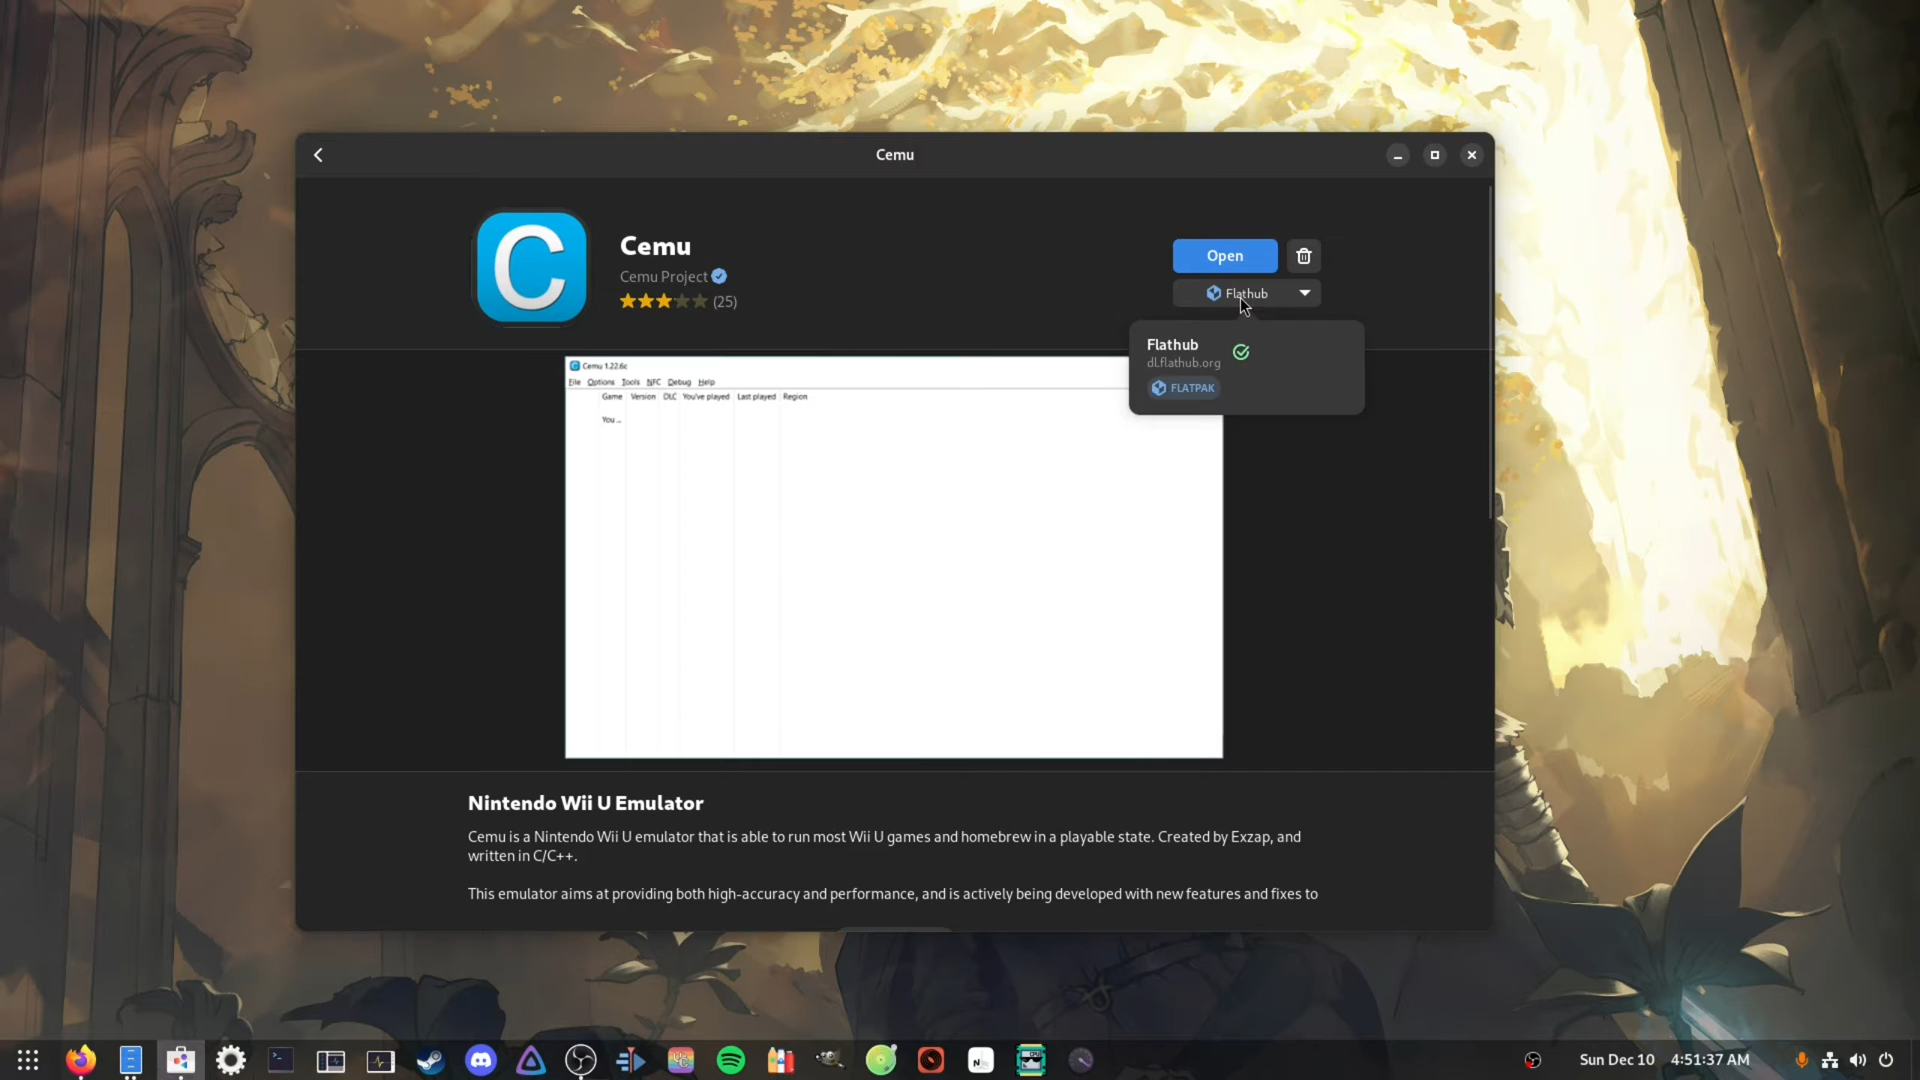 Cemu
C
Cemu
Cemu Project
(25)
Open
Flathub
Flathub
dl.flathub.org
FLATPAK
Cemu 1.22.6c
File Options Tools NFC Debug Help
Game Version DLC You've played Last played Region
You ...
Nintendo Wii U Emulator
Cemu is a Nintendo Wii U emulator that is able to run most Wii U games and homebrew in a playable state. Created by Exzap, and
written in C/C++.
This emulator aims at providing both high-accuracy and performance, and is actively being developed with new features and fixes to
Sun Dec 10 4:51:37 AM